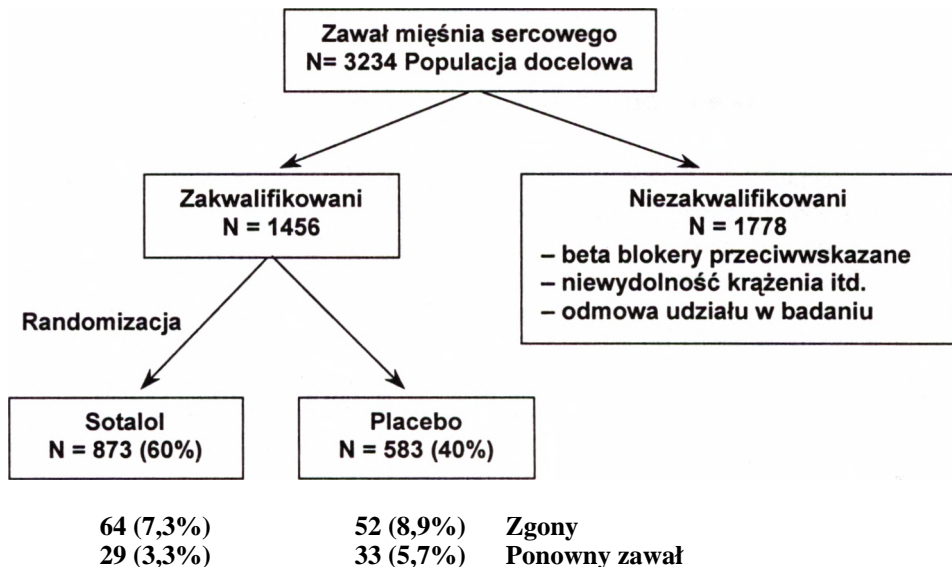 Zawał mięśnia sercowego
N= 3234 Populacja docelowa
Zakwalifikowani
N = 1456
Niezakwalifikowani
N = 1778
– beta blokery przeciwwskazane
– niewydolność krążenia itd.
– odmowa udziału w badaniu
Randomizacja
Sotalol
N = 873 (60%)
Placebo
N = 583 (40%)
64 (7,3%) 52 (8,9%) Zgony
29 (3,3%) 33 (5,7%) Ponowny zawał